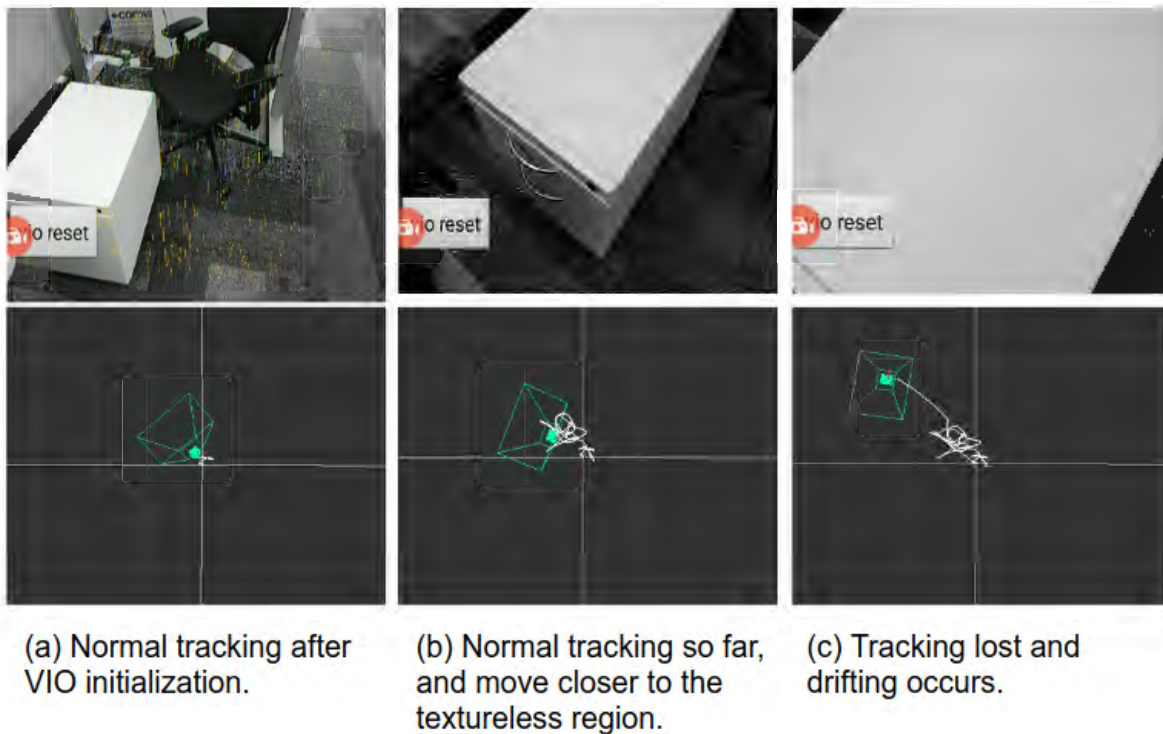 vio reset
io reset
io reset
(a) Normal tracking after
VIO initialization.
(b) Normal tracking so far,
and move closer to the
textureless region.
(c) Tracking lost and
drifting occurs.